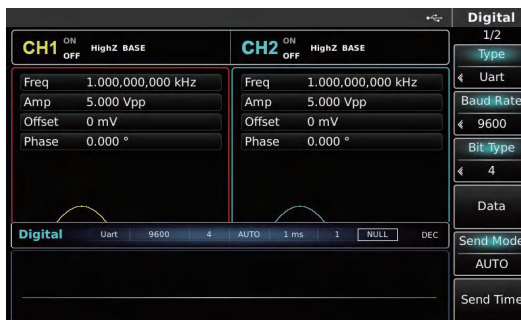 Digital
1/2
CH1 ON OFF HighZ BASE
CH2 ON OFF HighZ BASE
Type
Uart
Freq 1.000,000,000 kHz
Amp 5.000 Vpp
Offset 0 mV
Phase 0.000 °
Freq 1.000,000,000 kHz
Amp 5.000 Vpp
Offset 0 mV
Phase 0.000 °
Baud Rate
9600
Bit Type
4
Data
Digital Uart 9600 4 AUTO 1 ms 1 NULL DEC
Send Mode
AUTO
Send Time